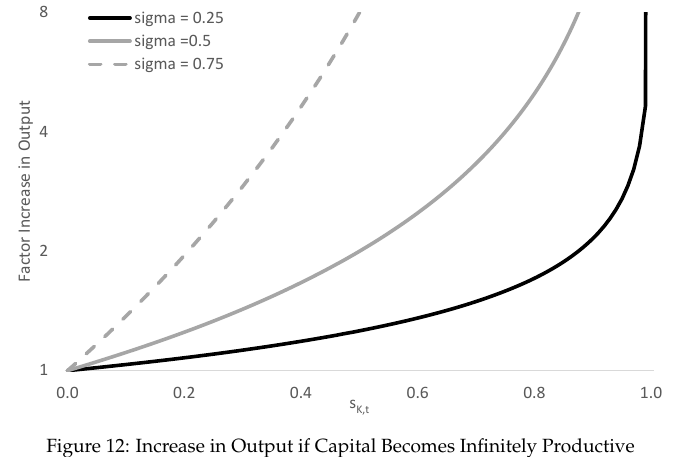 8
sigma = 0.25
sigma =0.5
sigma = 0.75
4
Factor Increase in Output
2
1
0.0 0.2 0.4 0.6 0.8 1.0
s_K,t
Figure 12: Increase in Output if Capital Becomes Infinitely Productive